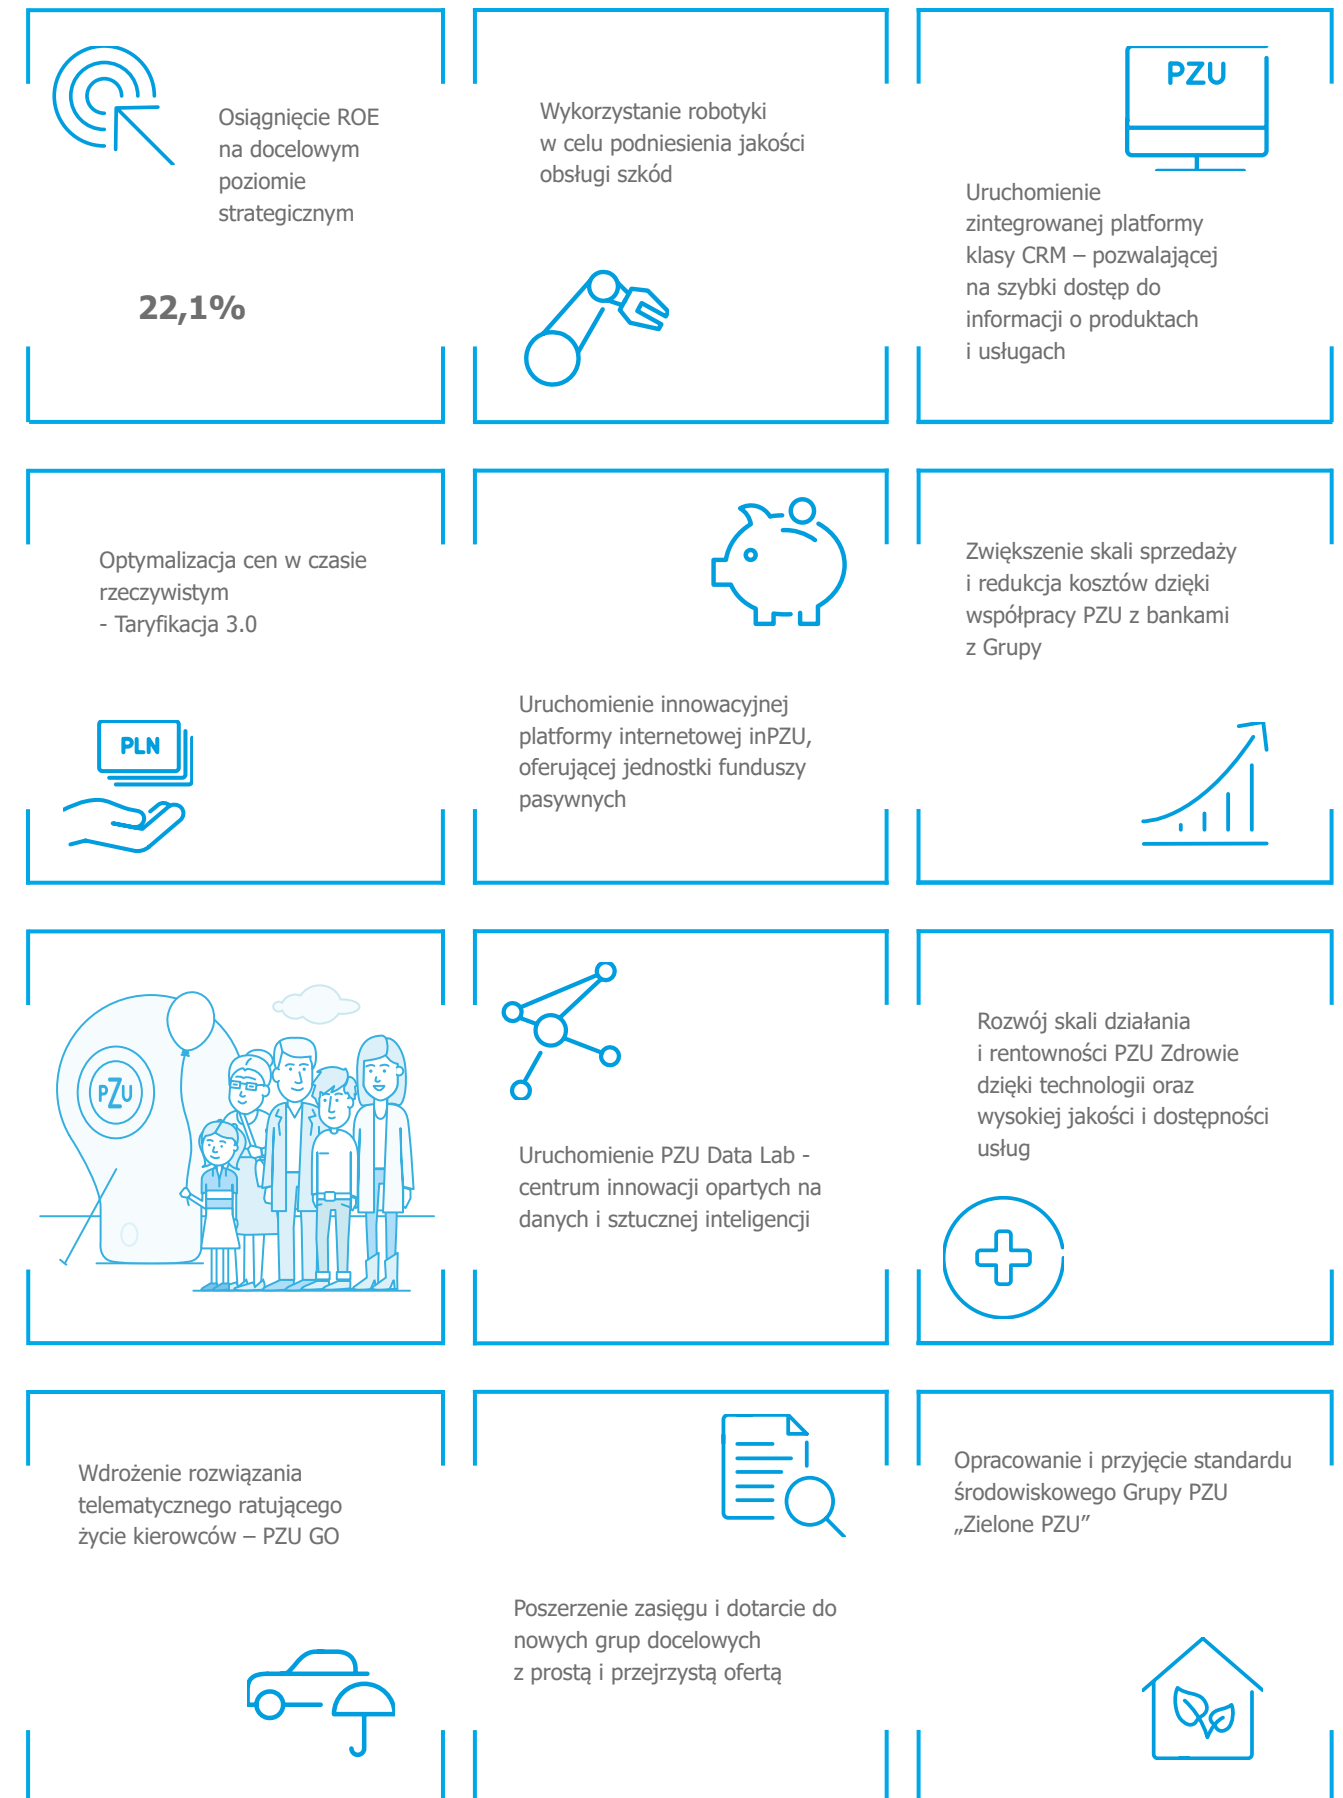 Osiągnięcie ROE
na docelowym
poziomie
strategicznym
22,1%
Wykorzystanie robotyki
w celu podniesienia jakości
obsługi szkód
PZU
Uruchomienie
zintegrowanej platformy
klasy CRM – pozwalającej
na szybki dostęp do
informacji o produktach
i usługach
Optymalizacja cen w czasie
rzeczywistym
- Taryfikacja 3.0
PLN
Uruchomienie innowacyjnej
platformy internetowej inPZU,
oferującej jednostki funduszy
pasywnych
Zwiększenie skali sprzedaży
i redukcja kosztów dzięki
współpracy PZU z bankami
z Grupy
PZU
Uruchomienie PZU Data Lab -
centrum innowacji opartych na
danych i sztucznej inteligencji
Rozwój skali działania
i rentowności PZU Zdrowie
dzięki technologii oraz
wysokiej jakości i dostępności
usług
Wdrożenie rozwiązania
telematycznego ratującego
życie kierowców – PZU GO
Poszerzenie zasięgu i dotarcie do
nowych grup docelowych
z prostą i przejrzystą ofertą
Opracowanie i przyjęcie standardu
środowiskowego Grupy PZU
„Zielone PZU”